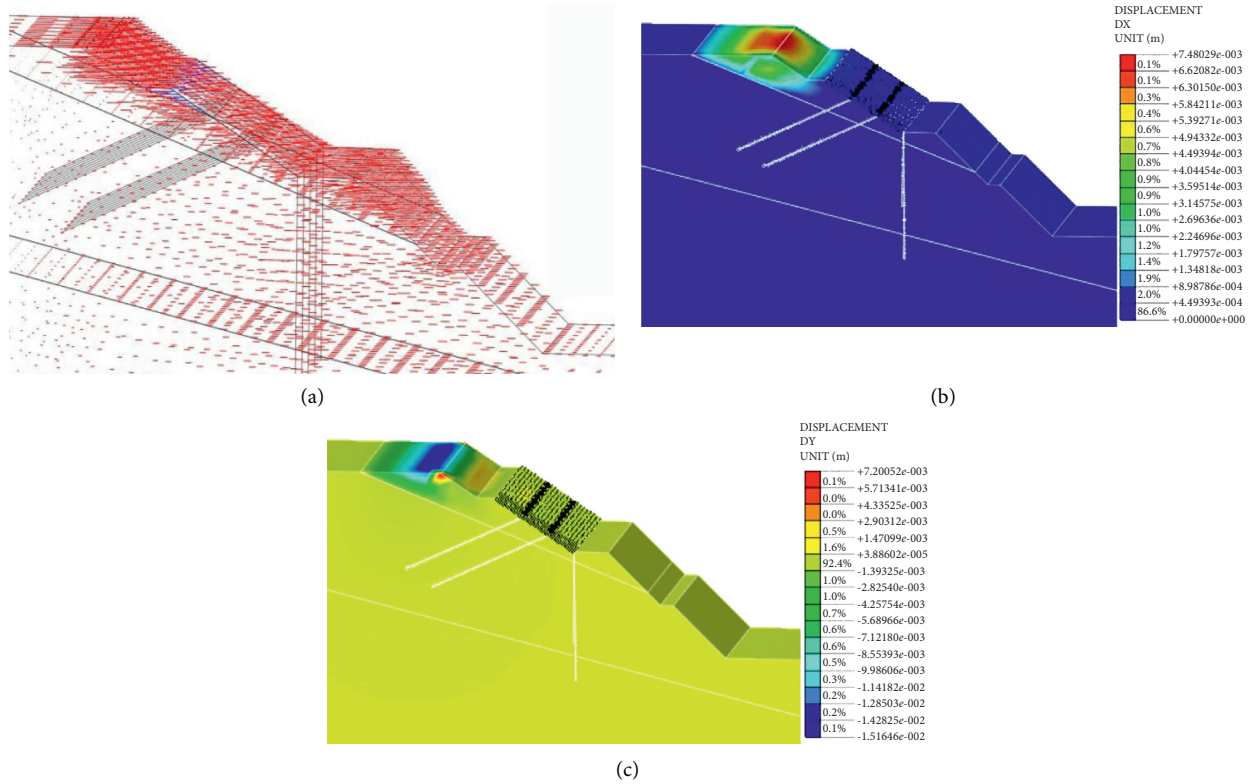 DISPLACEMENT
DX
UNIT (m)
+7.48029e-003
0.1%
+6.62082e-003
0.1%
+6.30150e-003
0.3%
+5.84211e-003
0.4%
+5.39271e-003
0.6%
+4.94332e-003
0.7%
+4.49394e-003
0.8%
+4.04454e-003
0.9%
+3.59514e-003
0.9%
+3.14575e-003
1.0%
+2.69636e-003
1.0%
+2.24696e-003
1.2%
+1.79757e-003
1.4%
+1.34818e-003
1.9%
+8.98786e-004
2.0%
+4.49393e-004
86.6%
+0.00000e+000
(a)
(b)
DISPLACEMENT
DY
UNIT (m)
+7.20052e-003
0.1%
+5.71341e-003
0.0%
+4.33525e-003
0.0%
+2.90312e-003
0.5%
+1.47099e-003
1.6%
+3.88602e-005
92.4%
-1.39325e-003
1.0%
-2.82540e-003
1.0%
-4.25754e-003
0.7%
-5.68966e-003
0.6%
-7.12180e-003
0.6%
-8.55393e-003
0.5%
-9.98606e-003
0.3%
-1.14182e-002
0.2%
-1.28503e-002
0.2%
-1.42825e-002
0.1%
-1.51646e-002
(c)